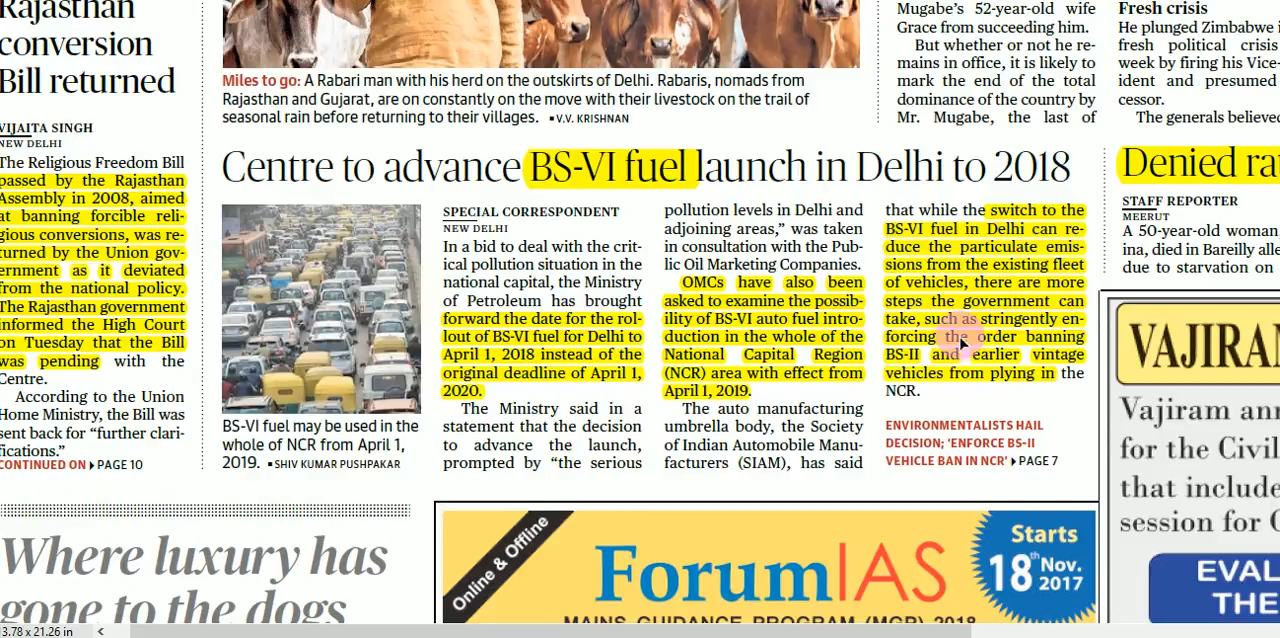 Rajasthan
conversion
Bill returned
VIJAITA SINGH
NEW DELHI
The Religious Freedom Bill
passed by the Rajasthan
Assembly in 2008, aimed
at banning forcible reli-
gious conversions, was re-
turned by the Union gov-
ernment as it deviated
from the national policy.
The Rajasthan government
informed the High Court
on Tuesday that the Bill
was pending with the
Centre.
According to the Union
Home Ministry, the Bill was
sent back for “further clari-
fications.”
CONTINUED ON PAGE 10
Miles to go: A Rabari man with his herd on the outskirts of Delhi. Rabaris, nomads from
Rajasthan and Gujarat, are on constantly on the move with their livestock on the trail of
seasonal rain before returning to their villages. ▪ V.V. KRISHNAN
Centre to advance BS-VI fuel launch in Delhi to 2018
BS-VI fuel may be used in the
whole of NCR from April 1,
2019. ▪ SHIV KUMAR PUSHPAKAR
SPECIAL CORRESPONDENT
NEW DELHI
In a bid to deal with the crit-
ical pollution situation in the
national capital, the Ministry
of Petroleum has brought
forward the date for the rol-
lout of BS-VI fuel for Delhi to
April 1, 2018 instead of the
original deadline of April 1,
2020.
The Ministry said in a
statement that the decision
to advance the launch,
prompted by “the serious
pollution levels in Delhi and
adjoining areas,” was taken
in consultation with the Pub-
lic Oil Marketing Companies.
OMCs have also been
asked to examine the possib-
ility of BS-VI auto fuel intro-
duction in the whole of the
National Capital Region
(NCR) area with effect from
April 1, 2019.
The auto manufacturing
umbrella body, the Society
of Indian Automobile Manu-
facturers (SIAM), has said
that while the switch to the
BS-VI fuel in Delhi can re-
duce the particulate emis-
sions from the existing fleet
of vehicles, there are more
steps the government can
take, such as stringently en-
forcing the order banning
BS-II and earlier vintage
vehicles from plying in the
NCR.
ENVIRONMENTALISTS HAIL
DECISION; ‘ENFORCE BS-II
VEHICLE BAN IN NCR’ PAGE 7
Mugabe’s 52-year-old wife
Grace from succeeding him.
But whether or not he re-
mains in office, it is likely to
mark the end of the total
dominance of the country by
Mr. Mugabe, the last of
Fresh crisis
He plunged Zimbabwe i
fresh political crisis
week by firing his Vice-
ident and presumed
cessor.
The generals believed
Denied rat
STAFF REPORTER
MEERUT
A 50-year-old woman,
ina, died in Bareilly alle
due to starvation on
VAJIRAM
Vajiram ann
for the Civil
that include
session for C
EVAL
THE
Where luxury has
gone to the dogs
Online & Offline
ForumIAS
Starts
18th Nov.
2017
MAINS GUIDANCE PROGRAM (MGP) 2018
3.78 x 21.26 in